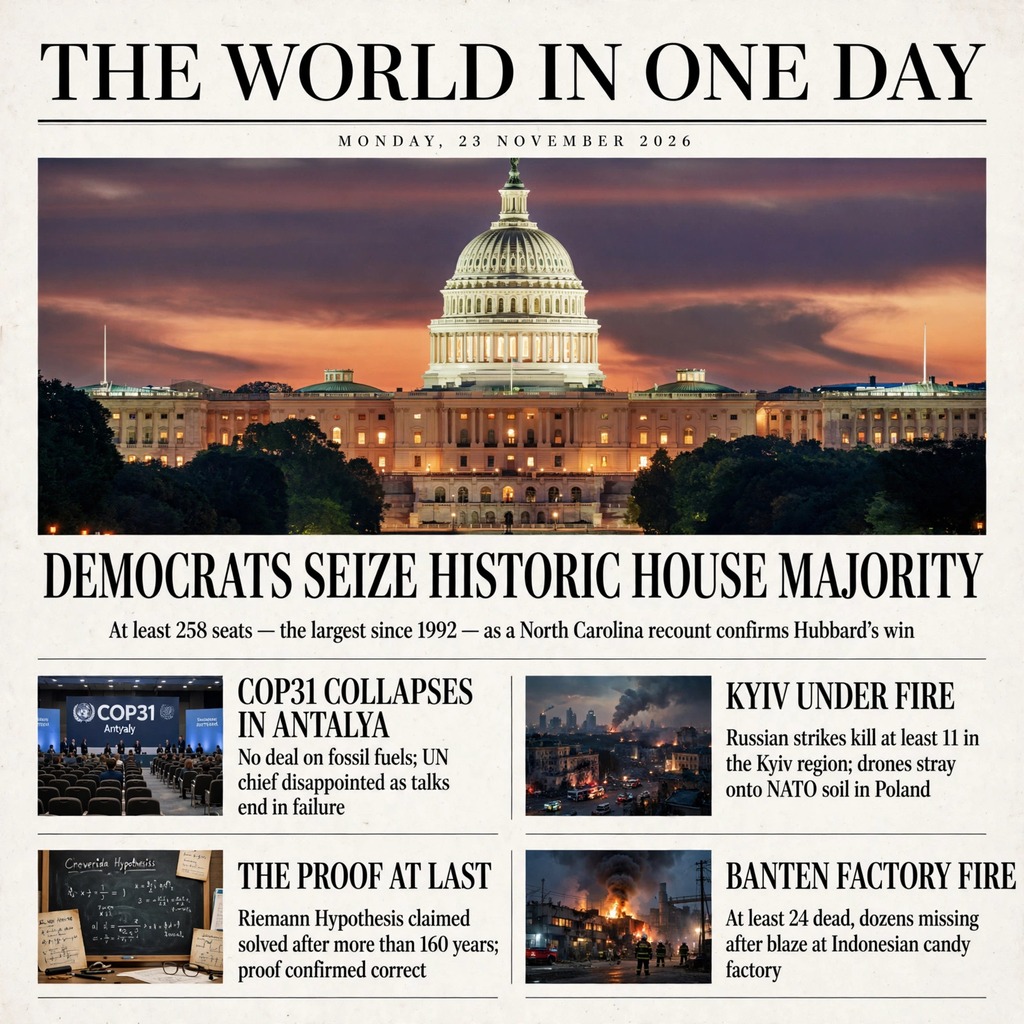 THE WORLD IN ONE DAY
MONDAY, 23 NOVEMBER 2026
DEMOCRATS SEIZE HISTORIC HOUSE MAJORITY
At least 258 seats — the largest since 1992 — as a North Carolina recount confirms Hubbard's win
COP31
Antyaly
COP31 COLLAPSES
IN ANTALYA
No deal on fossil fuels; UN
chief disappointed as talks
end in failure
KYIV UNDER FIRE
Russian strikes kill at least 11 in
the Kyiv region; drones stray
onto NATO soil in Poland
Croverida Hypothesis
THE PROOF AT LAST
Riemann Hypothesis claimed
solved after more than 160 years;
proof confirmed correct
BANTEN FACTORY FIRE
At least 24 dead, dozens missing
after blaze at Indonesian candy
factory